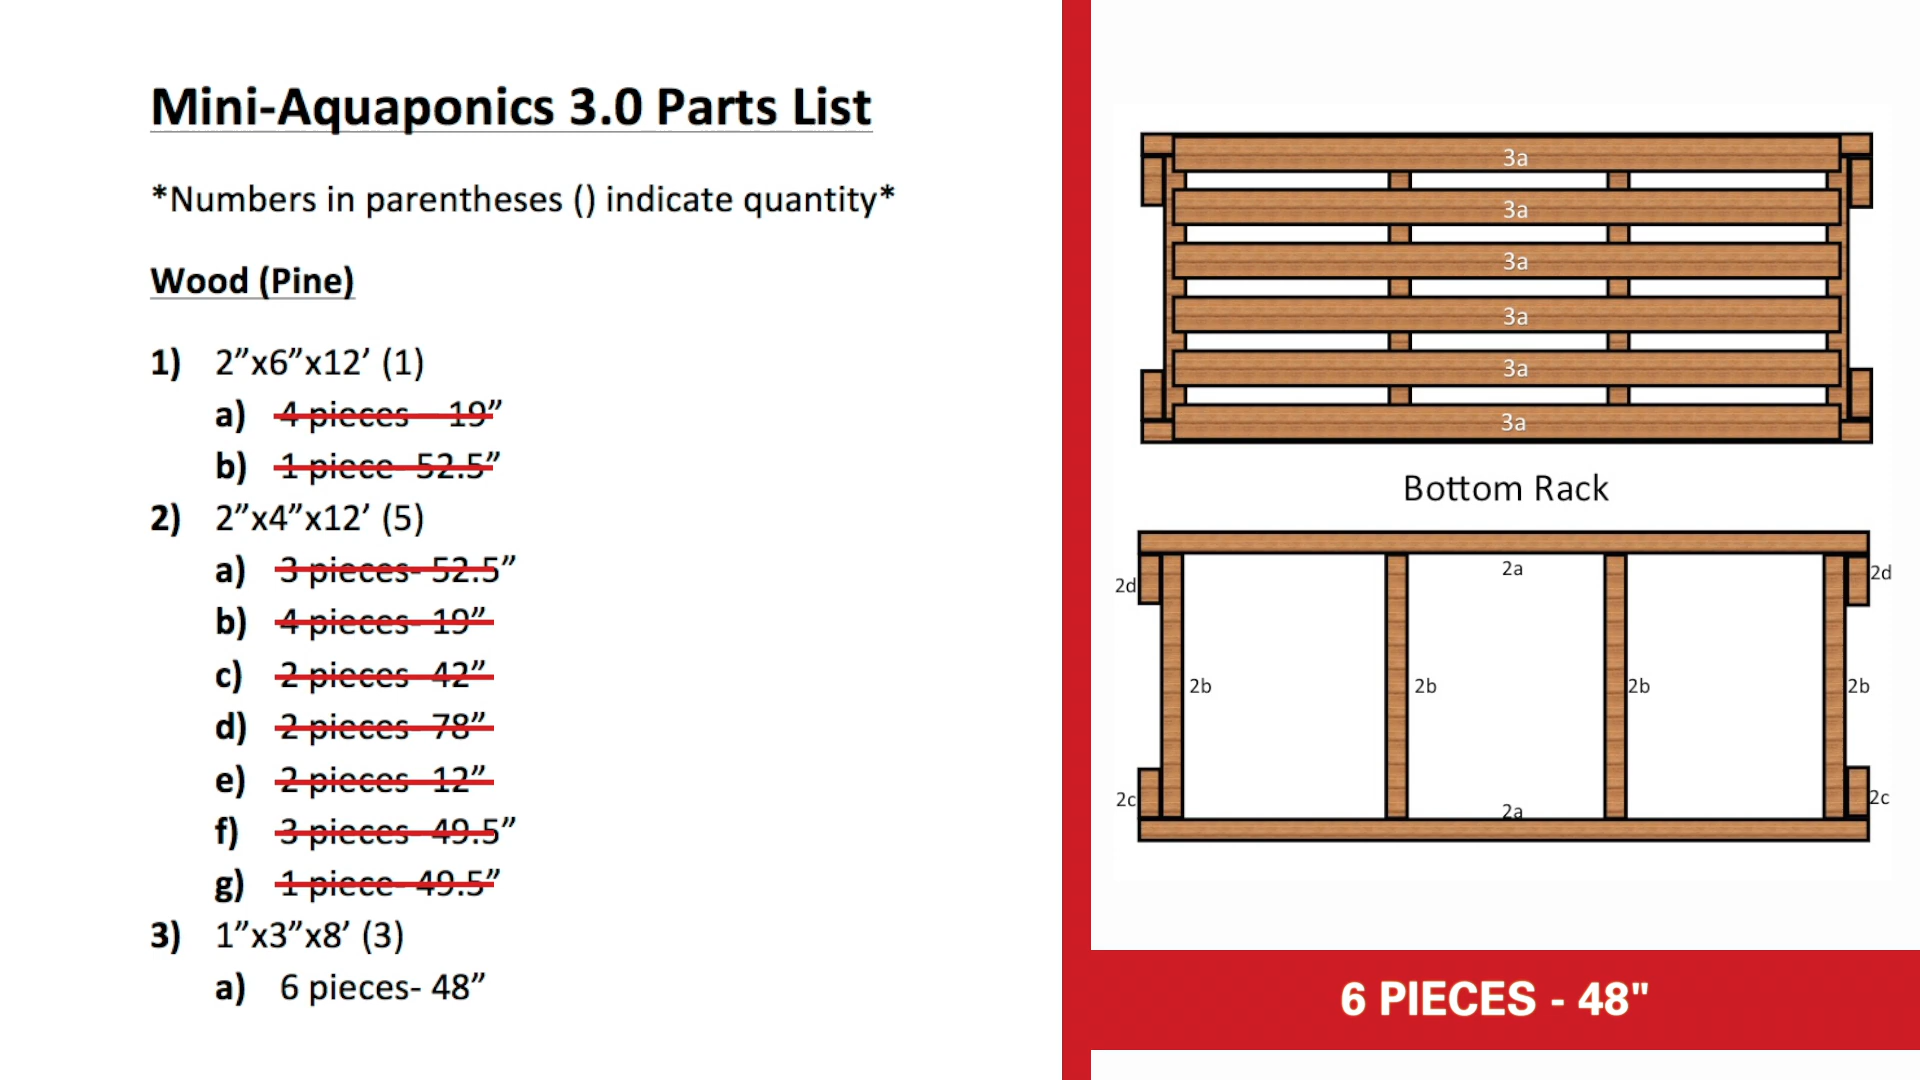 Mini-Aquaponics 3.0 Parts List
*Numbers in parentheses () indicate quantity*
Wood (Pine)
1) 2”x6”x12’ (1)
a) 4 pieces – 19”
b) 1 piece- 52.5”
2) 2”x4”x12’ (5)
a) 3 pieces- 52.5”
b) 4 pieces- 19”
c) 2 pieces- 42”
d) 2 pieces- 78”
e) 2 pieces- 12”
f) 3 pieces- 49.5”
g) 1 piece- 49.5”
3) 1”x3”x8’ (3)
a) 6 pieces- 48”
3a
3a
3a
3a
3a
3a
Bottom Rack
2a
2d 2d
2b 2b 2b 2b
2c 2c
2a
6 PIECES - 48"